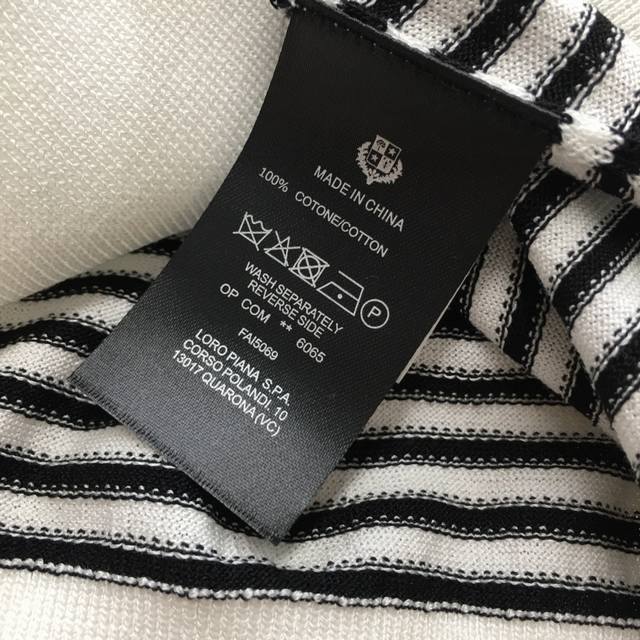 MADE IN CHINA
100% COTONE/COTTON
P
WASH SEPARATELY
REVERSE SIDE
OP COM ** 6065
FAI5069
LORO PIANA S.P.A.
CORSO POLANDI, 10
13017 QUARONA(VC)